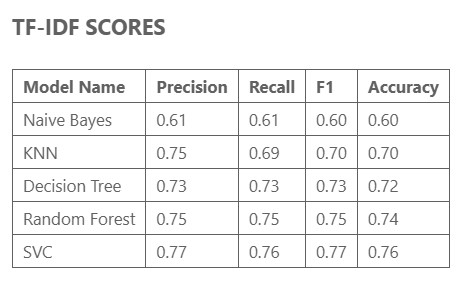 TF-IDF SCORES
Model Name Precision Recall F1 Accuracy
Naive Bayes 0.61 0.61 0.60 0.60
KNN 0.75 0.69 0.70 0.70
Decision Tree 0.73 0.73 0.73 0.72
Random Forest 0.75 0.75 0.75 0.74
SVC 0.77 0.76 0.77 0.76